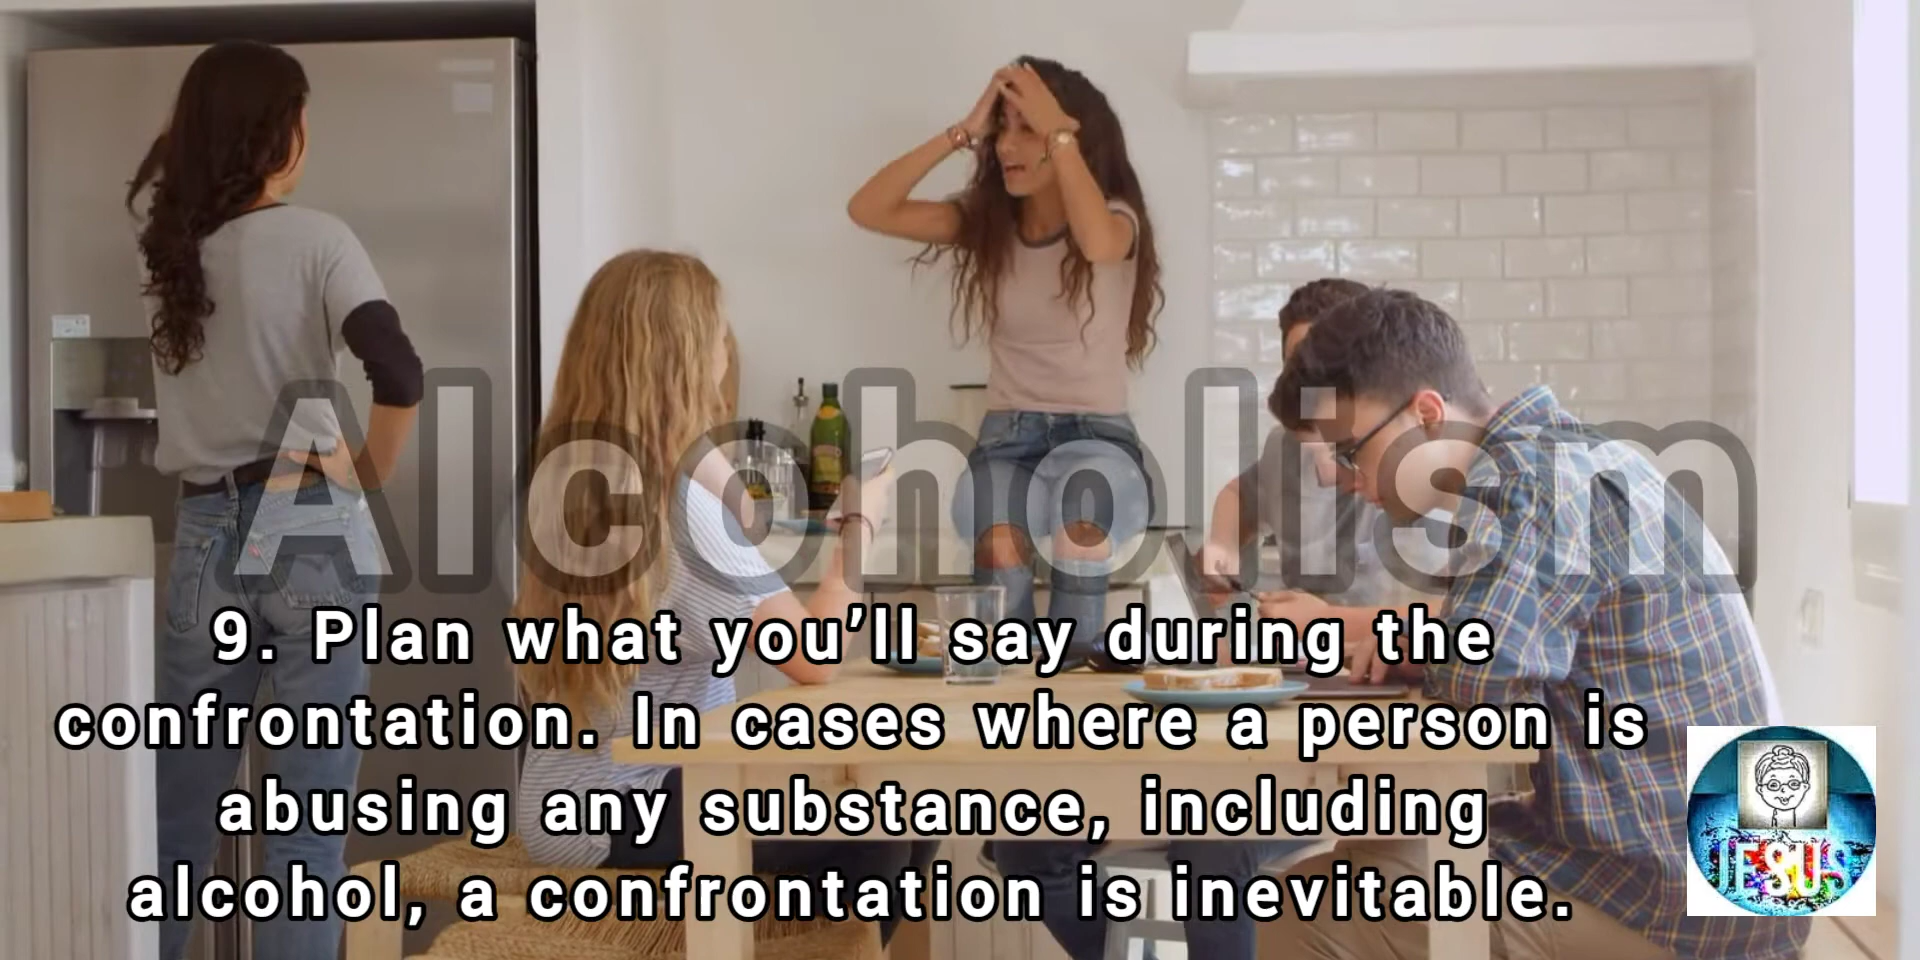 Alcoholism
9. Plan what you’ll say during the
confrontation. In cases where a person is
abusing any substance, including
alcohol, a confrontation is inevitable.
JESUS